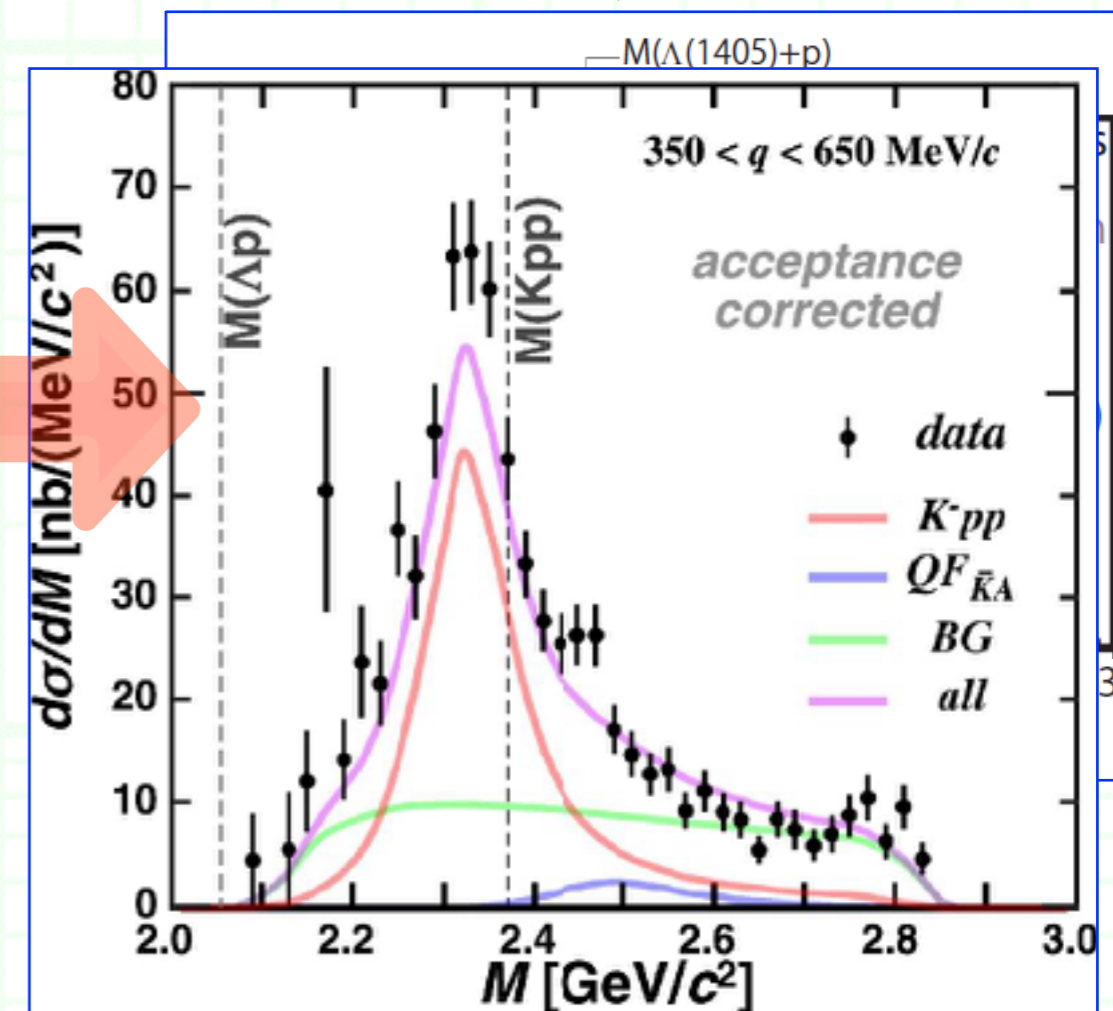 M(Λ(1405)+p)
80
70
60
50
40
30
20
10
0
dσ/dM [nb/(MeV/c²)]
M(Λp)
M(Kpp)
350 < q < 650 MeV/c
acceptance
corrected
data
K⁻pp
QF K̄A
BG
all
2.0 2.2 2.4 2.6 2.8 3.0
M [GeV/c²]
3